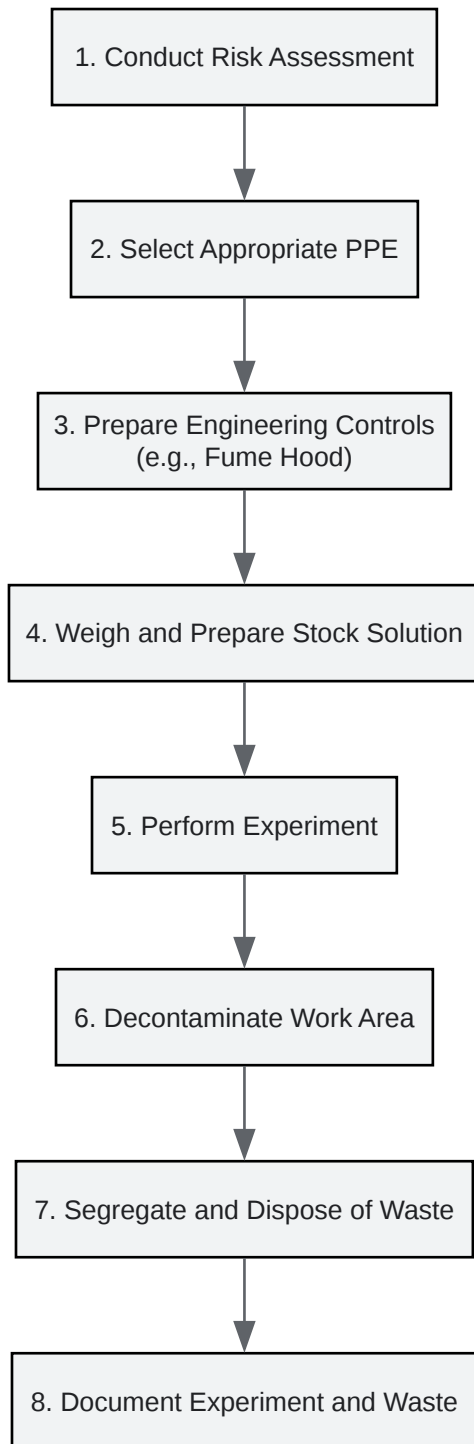 1. Conduct Risk Assessment
2. Select Appropriate PPE
3. Prepare Engineering Controls
(e.g., Fume Hood)
4. Weigh and Prepare Stock Solution
5. Perform Experiment
6. Decontaminate Work Area
7. Segregate and Dispose of Waste
8. Document Experiment and Waste